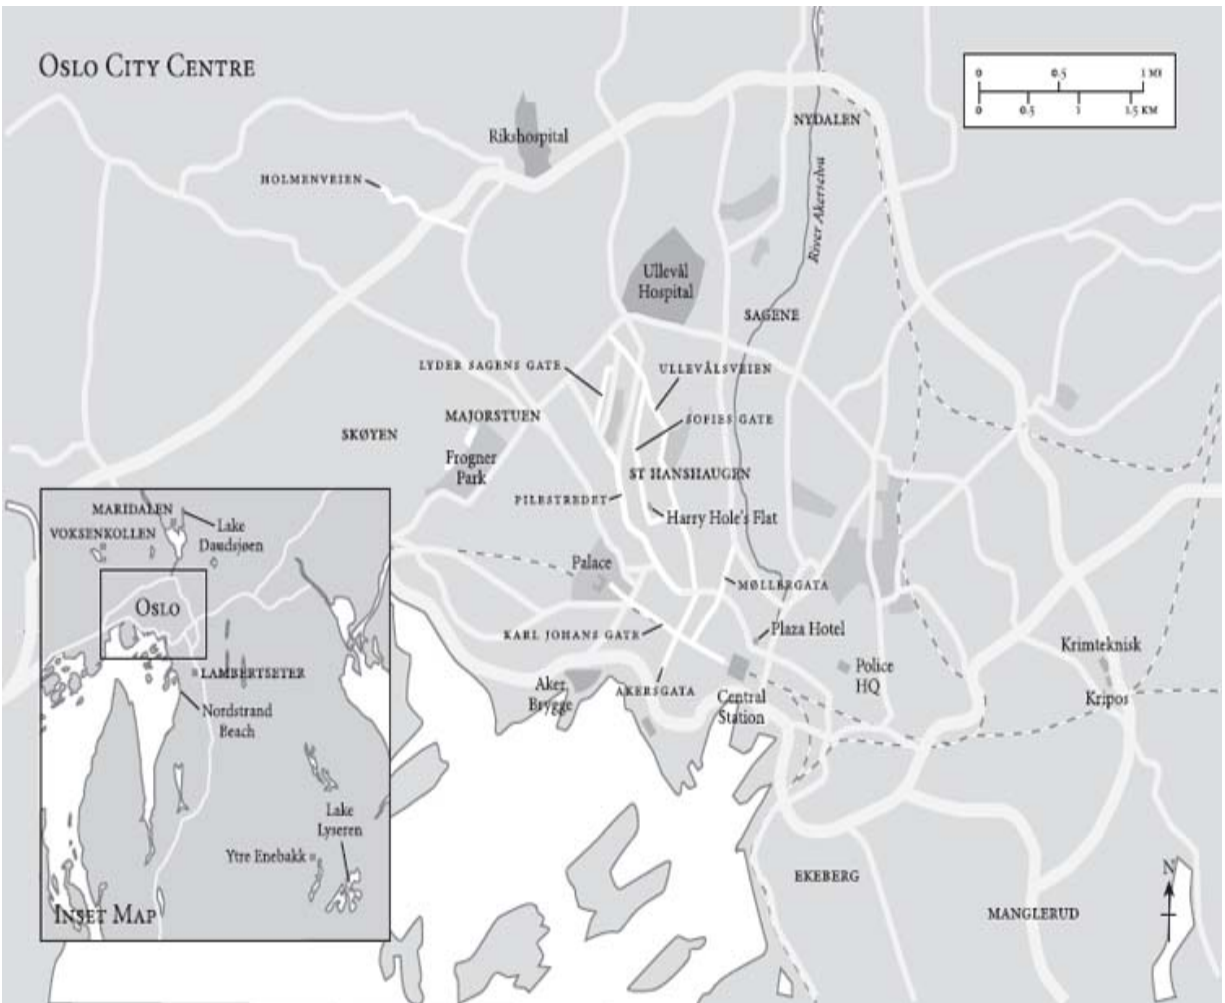 OSLO CITY CENTRE
0 0.5 1 MI
0 0.5 1 1.5 KM
NYDALEN
Rikshospital
HOLMENVEIEN
River Akerselva
Ullevål
Hospital
SAGENE
LYDER SAGENS GATE
ULLEVÅLSVEIEN
MAJORSTUEN
SOFIES GATE
SKØYEN
Frogner
Park
ST HANSHAUGEN
PILESTREDET
Harry Hole's Flat
Palace
MØLLERGATA
KARL JOHANS GATE
Plaza Hotel
Krimteknisk
Police
HQ
Aker
Brygge
AKERSGATA
Central
Station
Kripos
EKEBERG
MANGLERUD
N
MARIDALEN
VOKSENKOLLEN
Lake
Daudsjøen
OSLO
LAMBERTSETER
Nordstrand
Beach
Lake
Lyseren
Ytre Enebakk
INSET MAP